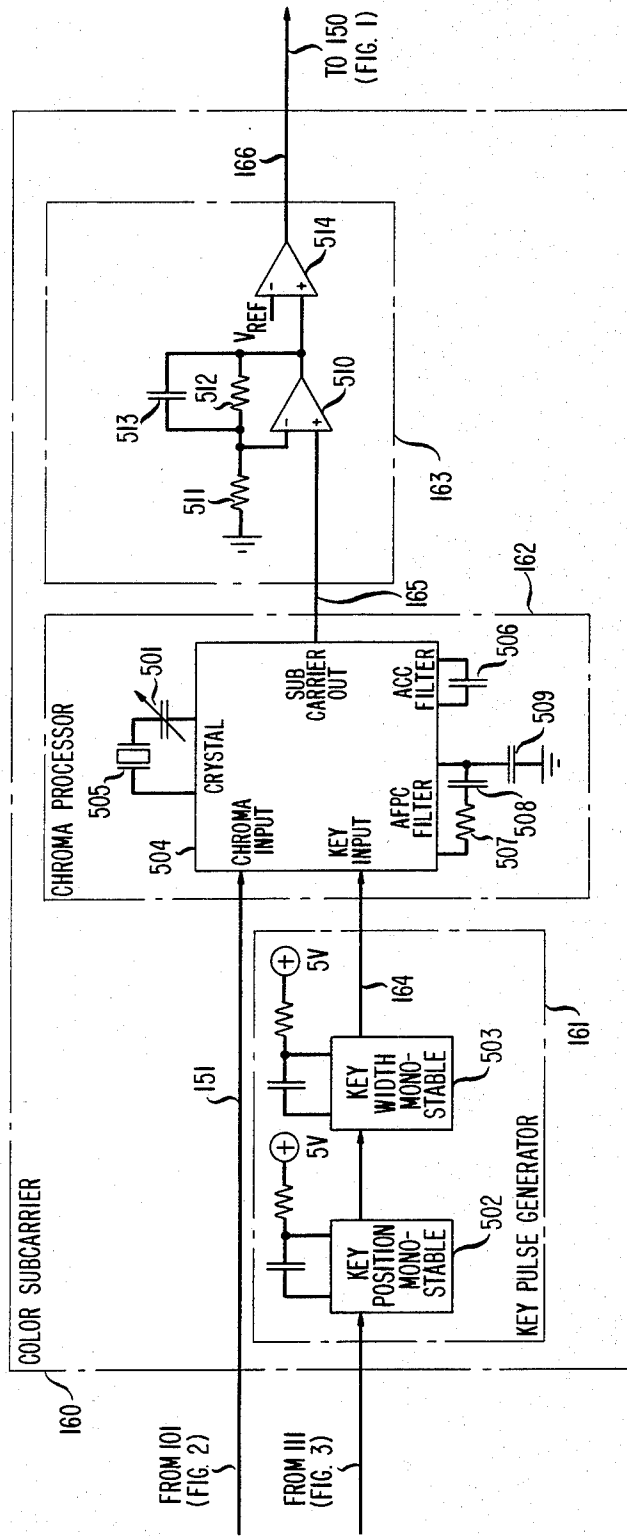 COLOR SUBCARRIER
160
FROM 101
(FIG. 2)
FROM 111
(FIG. 3)
151
KEY PULSE GENERATOR
161
KEY
POSITION
MONO-
STABLE
502
5V
KEY
WIDTH
MONO-
STABLE
503
5V
164
CHROMA PROCESSOR
162
504
505
501
CRYSTAL
CHROMA
INPUT
KEY
INPUT
SUB
CARRIER
OUT
AFPC
FILTER
ACC
FILTER
507
508
509
506
165
163
511
512
513
510
VREF
514
166
TO 150
(FIG. 1)